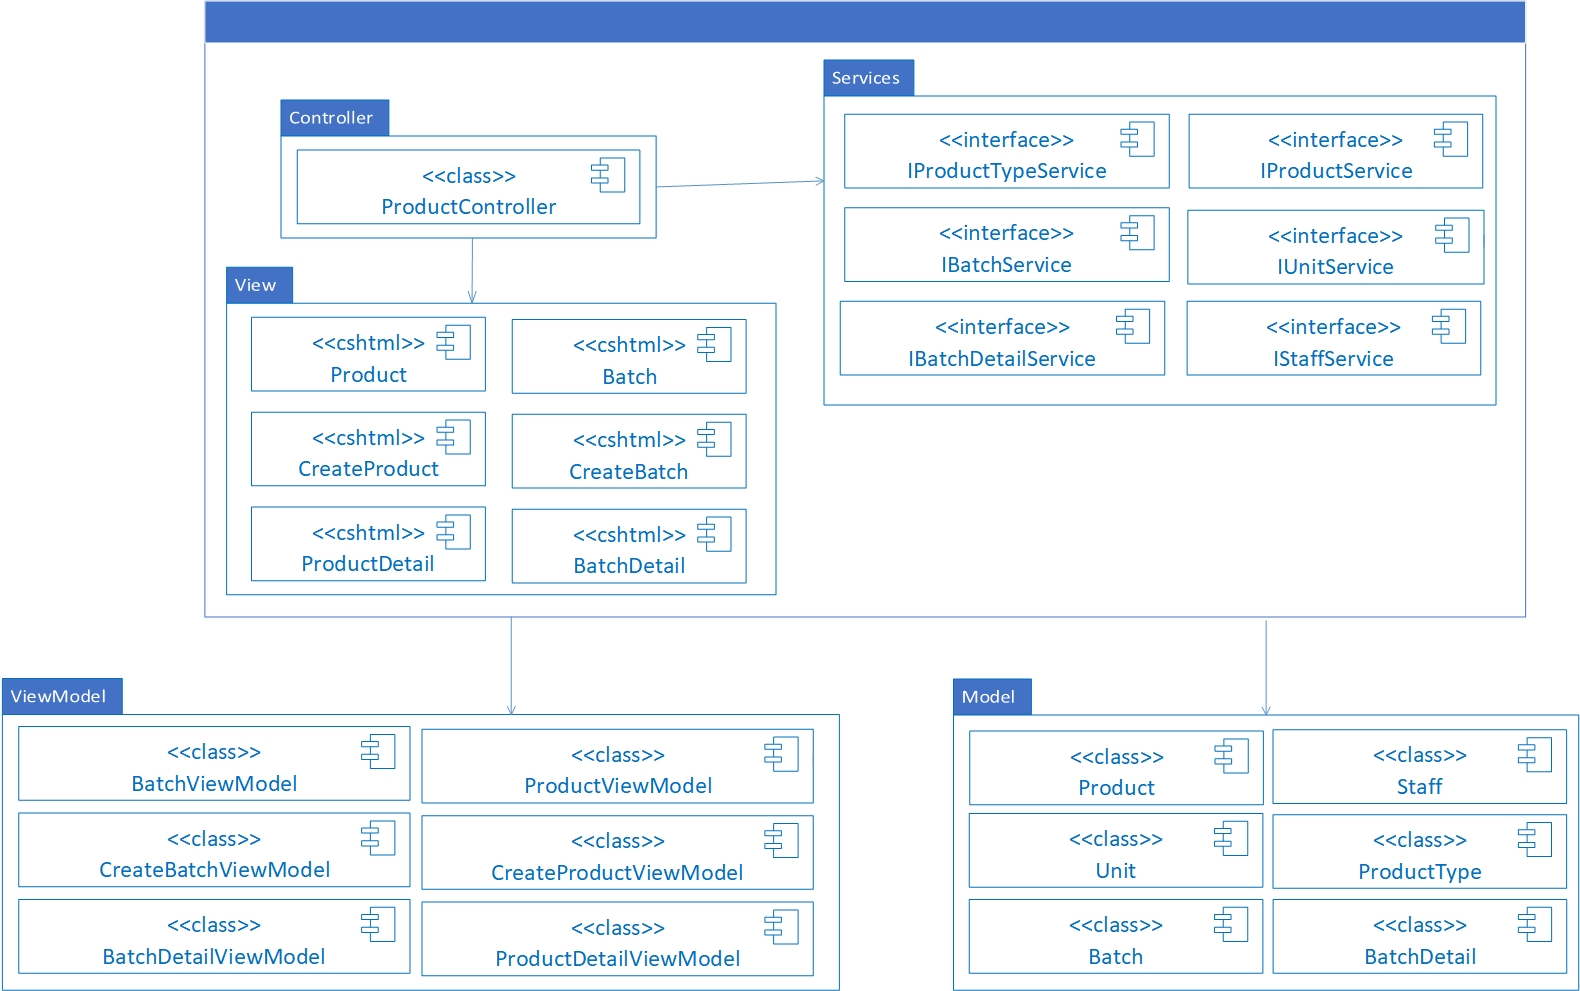 Services
Controller
<<interface>>
IProductTypeService
<<interface>>
IProductService
<<class>>
ProductController
<<interface>>
IBatchService
<<interface>>
IUnitService
View
<<interface>>
IBatchDetailService
<<interface>>
IStaffService
<<cshtml>>
Product
<<cshtml>>
Batch
<<cshtml>>
CreateProduct
<<cshtml>>
CreateBatch
<<cshtml>>
ProductDetail
<<cshtml>>
BatchDetail
ViewModel
<<class>>
BatchViewModel
<<class>>
ProductViewModel
<<class>>
CreateBatchViewModel
<<class>>
CreateProductViewModel
<<class>>
BatchDetailViewModel
<<class>>
ProductDetailViewModel
Model
<<class>>
Product
<<class>>
Staff
<<class>>
Unit
<<class>>
ProductType
<<class>>
Batch
<<class>>
BatchDetail